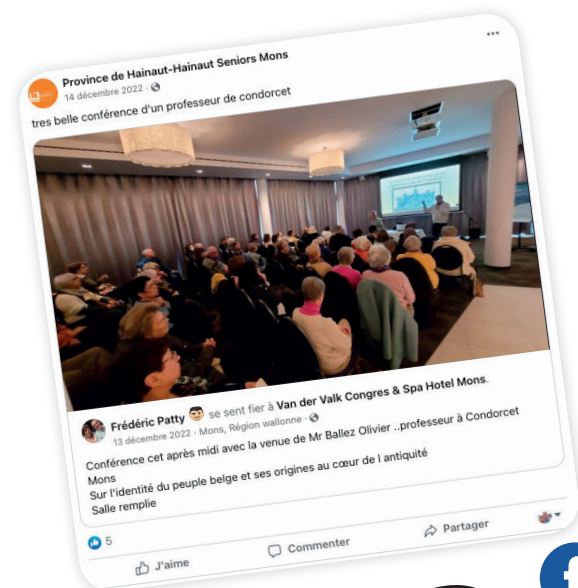 Province de Hainaut-Hainaut Seniors Mons
14 décembre 2022 ·
tres belle conférence d'un professeur de condorcet
Frédéric Patty se sent fier à Van der Valk Congres & Spa Hotel Mons.
13 décembre 2022 · Mons, Région wallonne ·
Conférence cet après midi avec la venue de Mr Ballez Olivier ..professeur à Condorcet
Mons
Sur l'identité du peuple belge et ses origines au cœur de l antiquité
Salle remplie
5
J'aime
Commenter
Partager